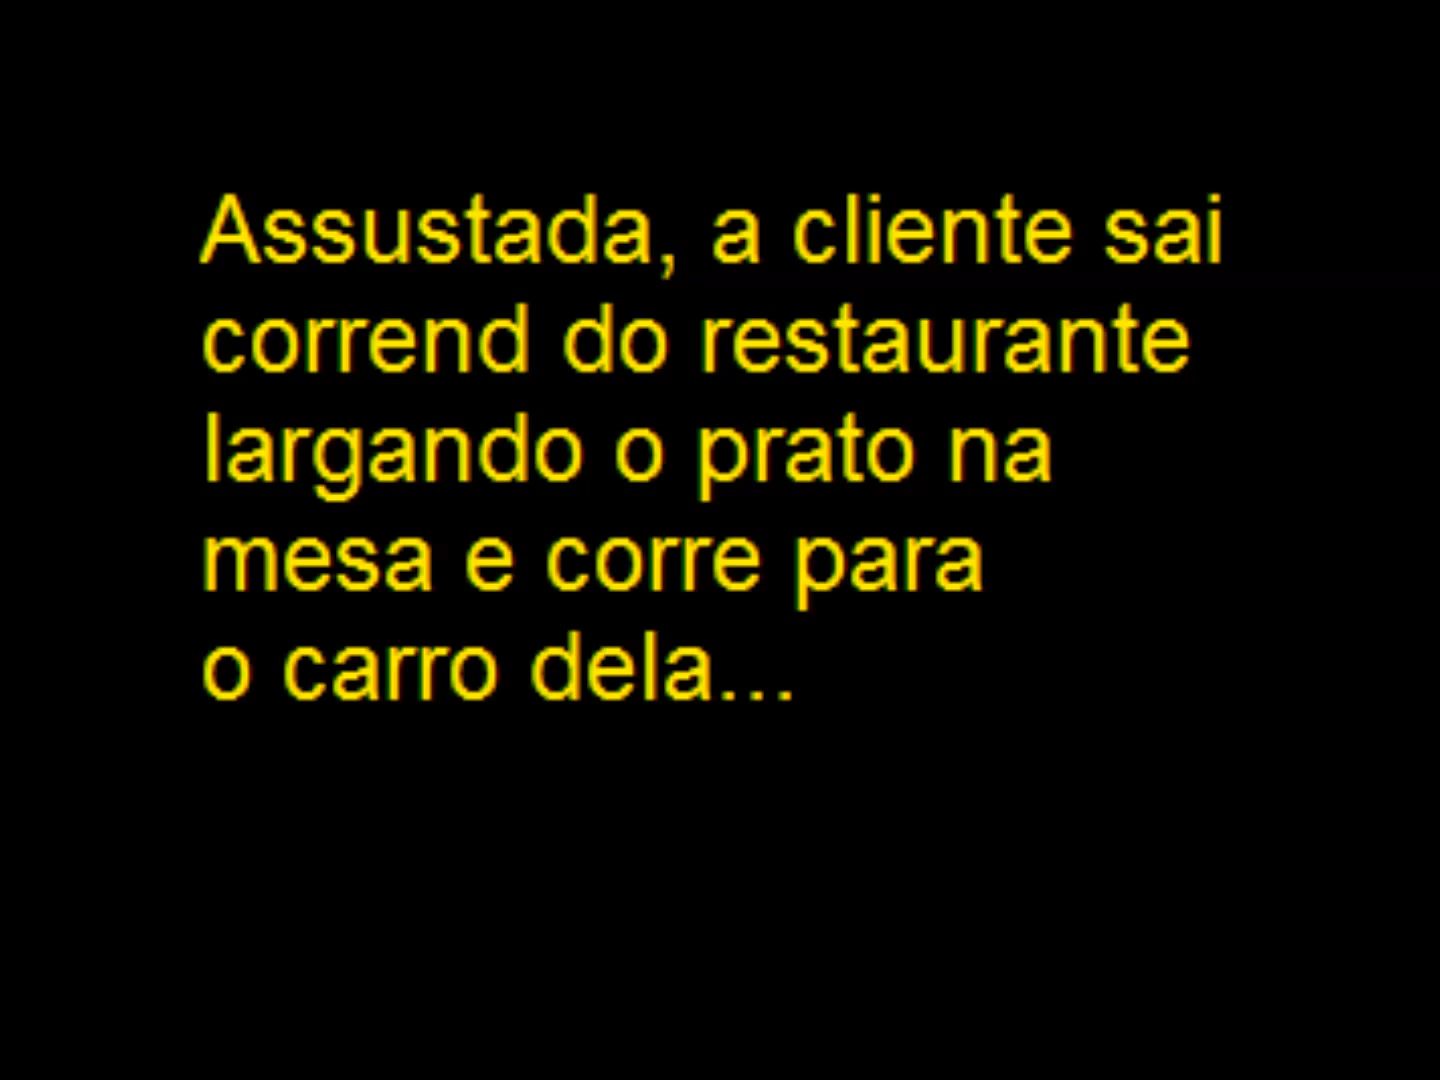 Assustada, a cliente sai
corrend do restaurante
largando o prato na
mesa e corre para
o carro dela...